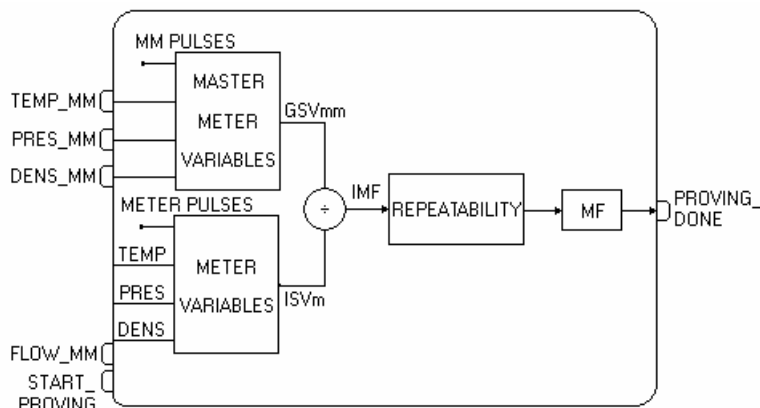 MM PULSES
TEMP_MM
PRES_MM
DENS_MM
MASTER
METER
VARIABLES
GSVmm
METER PULSES
TEMP
PRES
DENS
METER
VARIABLES
ISVm
÷
IMF
REPEATABILITY
MF
PROVING_
DONE
FLOW_MM
START_
PROVING